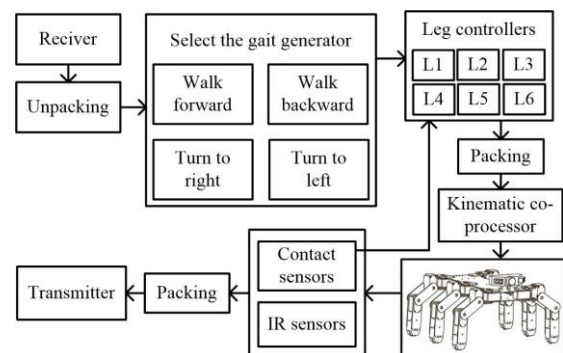 Reciver
Unpacking
Select the gait generator
Walk
forward
Walk
backward
Turn to
right
Turn to
left
Leg controllers
L1 L2 L3
L4 L5 L6
Packing
Kinematic co-
processor
Contact
sensors
IR sensors
Packing
Transmitter